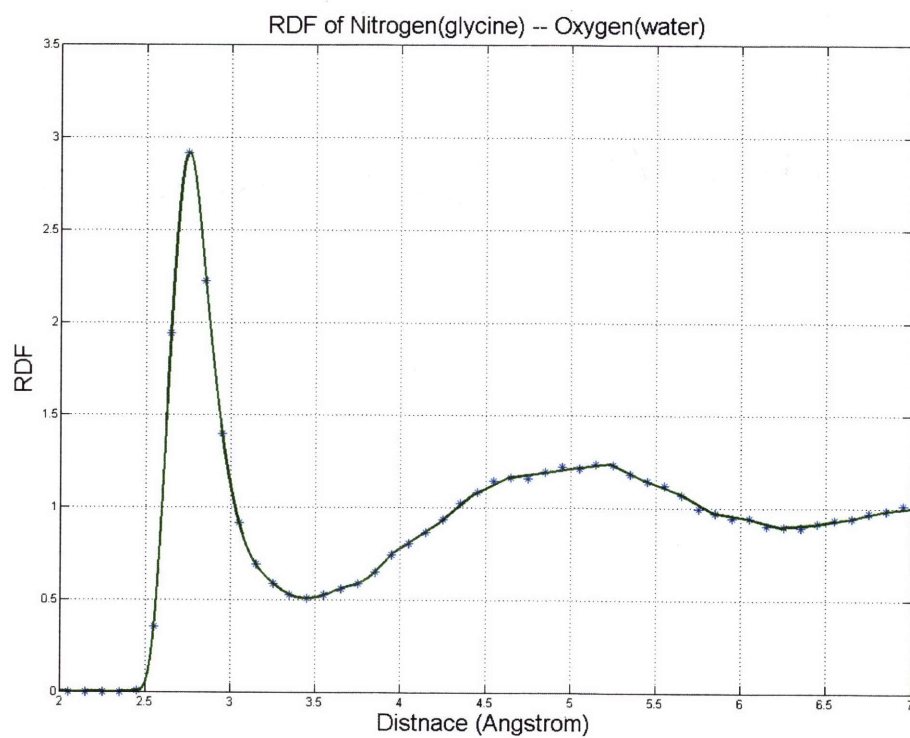 RDF of Nitrogen(glycine) -- Oxygen(water)
3.5
3
2.5
2
1.5
1
0.5
0
RDF
2 2.5 3 3.5 4 4.5 5 5.5 6 6.5 7
Distnace (Angstrom)